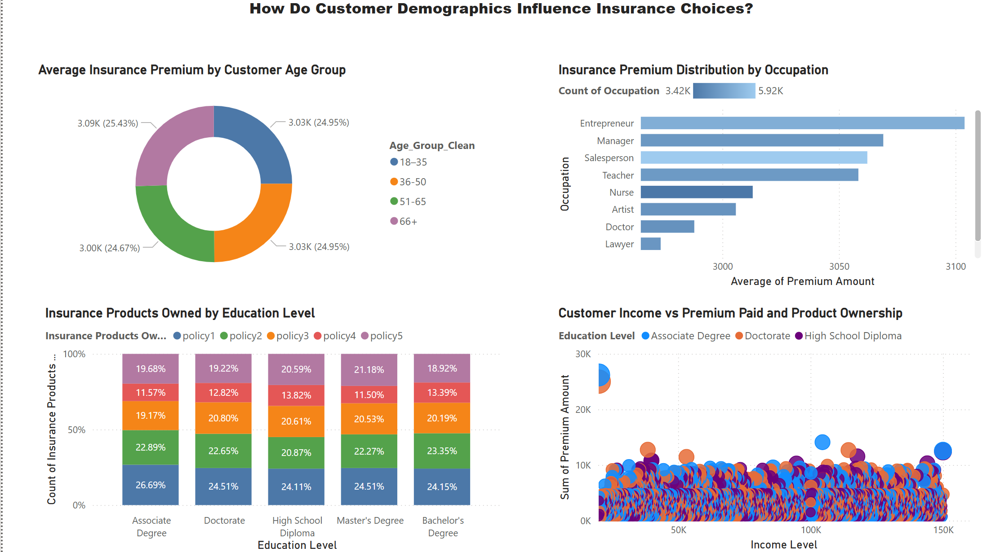 How Do Customer Demographics Influence Insurance Choices?
Average Insurance Premium by Customer Age Group
3.09K (25.43%)
3.03K (24.95%)
3.00K (24.67%)
3.03K (24.95%)
Age_Group_Clean
18–35
36-50
51-65
66+
Insurance Premium Distribution by Occupation
Count of Occupation 3.42K 5.92K
Occupation
Entrepreneur
Manager
Salesperson
Teacher
Nurse
Artist
Doctor
Lawyer
3000 3050 3100
Average of Premium Amount
Insurance Products Owned by Education Level
Insurance Products Ow... policy1 policy2 policy3 policy4 policy5
Count of Insurance Products ...
100%
50%
0%
19.68% 19.22% 20.59% 21.18% 18.92%
11.57% 12.82% 13.82% 11.50% 13.39%
19.17% 20.80% 20.61% 20.53% 20.19%
22.89% 22.65% 20.87% 22.27% 23.35%
26.69% 24.51% 24.11% 24.51% 24.15%
Associate Doctorate High School Master's Degree Bachelor's
Degree Diploma Degree
Education Level
Customer Income vs Premium Paid and Product Ownership
Education Level Associate Degree Doctorate High School Diploma
Sum of Premium Amount
30K
20K
10K
0K
50K 100K 150K
Income Level